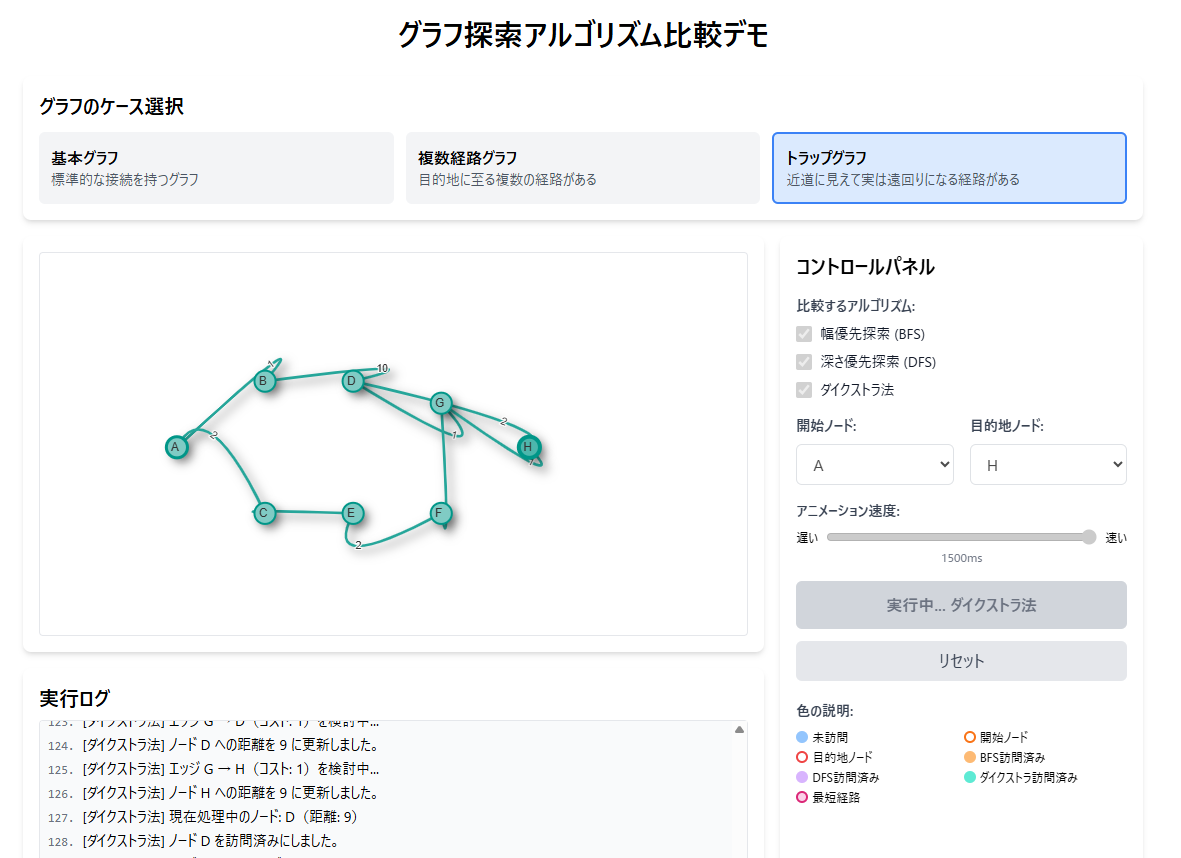 グラフ探索アルゴリズム比較デモ
グラフのケース選択
基本グラフ
標準的な接続を持つグラフ
複数経路グラフ
目的地に至る複数の経路がある
トラップグラフ
近道に見えて実は遠回りになる経路がある
1
B
D
10
G
2
1
A
2
H
C
E
F
2
コントロールパネル
比較するアルゴリズム:
幅優先探索 (BFS)
深さ優先探索 (DFS)
ダイクストラ法
開始ノード:
目的地ノード:
A
H
アニメーション速度:
遅い
速い
1500ms
実行中... ダイクストラ法
リセット
色の説明:
未訪問
開始ノード
目的地ノード
BFS訪問済み
DFS訪問済み
ダイクストラ訪問済み
最短経路
実行ログ
123. [ダイクストラ法] エッジ G → D（コスト: 1）を検討中...
124. [ダイクストラ法] ノード D への距離を 9 に更新しました。
125. [ダイクストラ法] エッジ G → H（コスト: 1）を検討中...
126. [ダイクストラ法] ノード H への距離を 9 に更新しました。
127. [ダイクストラ法] 現在処理中のノード: D（距離: 9）
128. [ダイクストラ法] ノード D を訪問済みにしました。